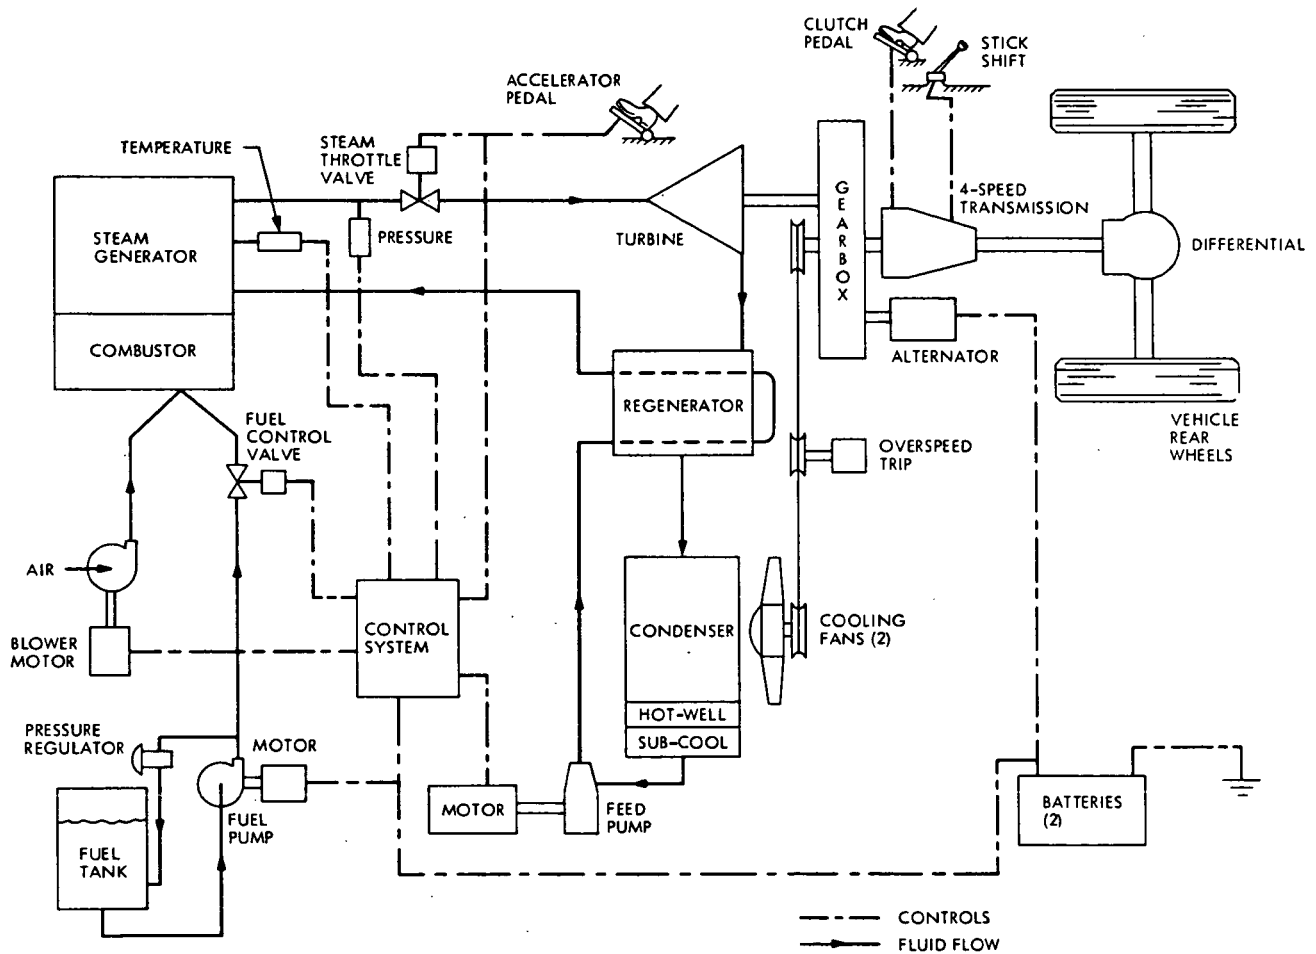 CLUTCH
PEDAL
STICK
SHIFT
ACCELERATOR
PEDAL
TEMPERATURE
STEAM
THROTTLE
VALVE
STEAM
GENERATOR
PRESSURE
TURBINE
GEARBOX
4-SPEED
TRANSMISSION
DIFFERENTIAL
COMBUSTOR
ALTERNATOR
REGENERATOR
FUEL
CONTROL
VALVE
OVERSPEED
TRIP
VEHICLE
REAR
WHEELS
AIR
BLOWER
MOTOR
CONTROL
SYSTEM
CONDENSER
COOLING
FANS (2)
HOT-WELL
SUB-COOL
PRESSURE
REGULATOR
MOTOR
FUEL
PUMP
FUEL
TANK
MOTOR
FEED
PUMP
BATTERIES
(2)
CONTROLS
FLUID FLOW